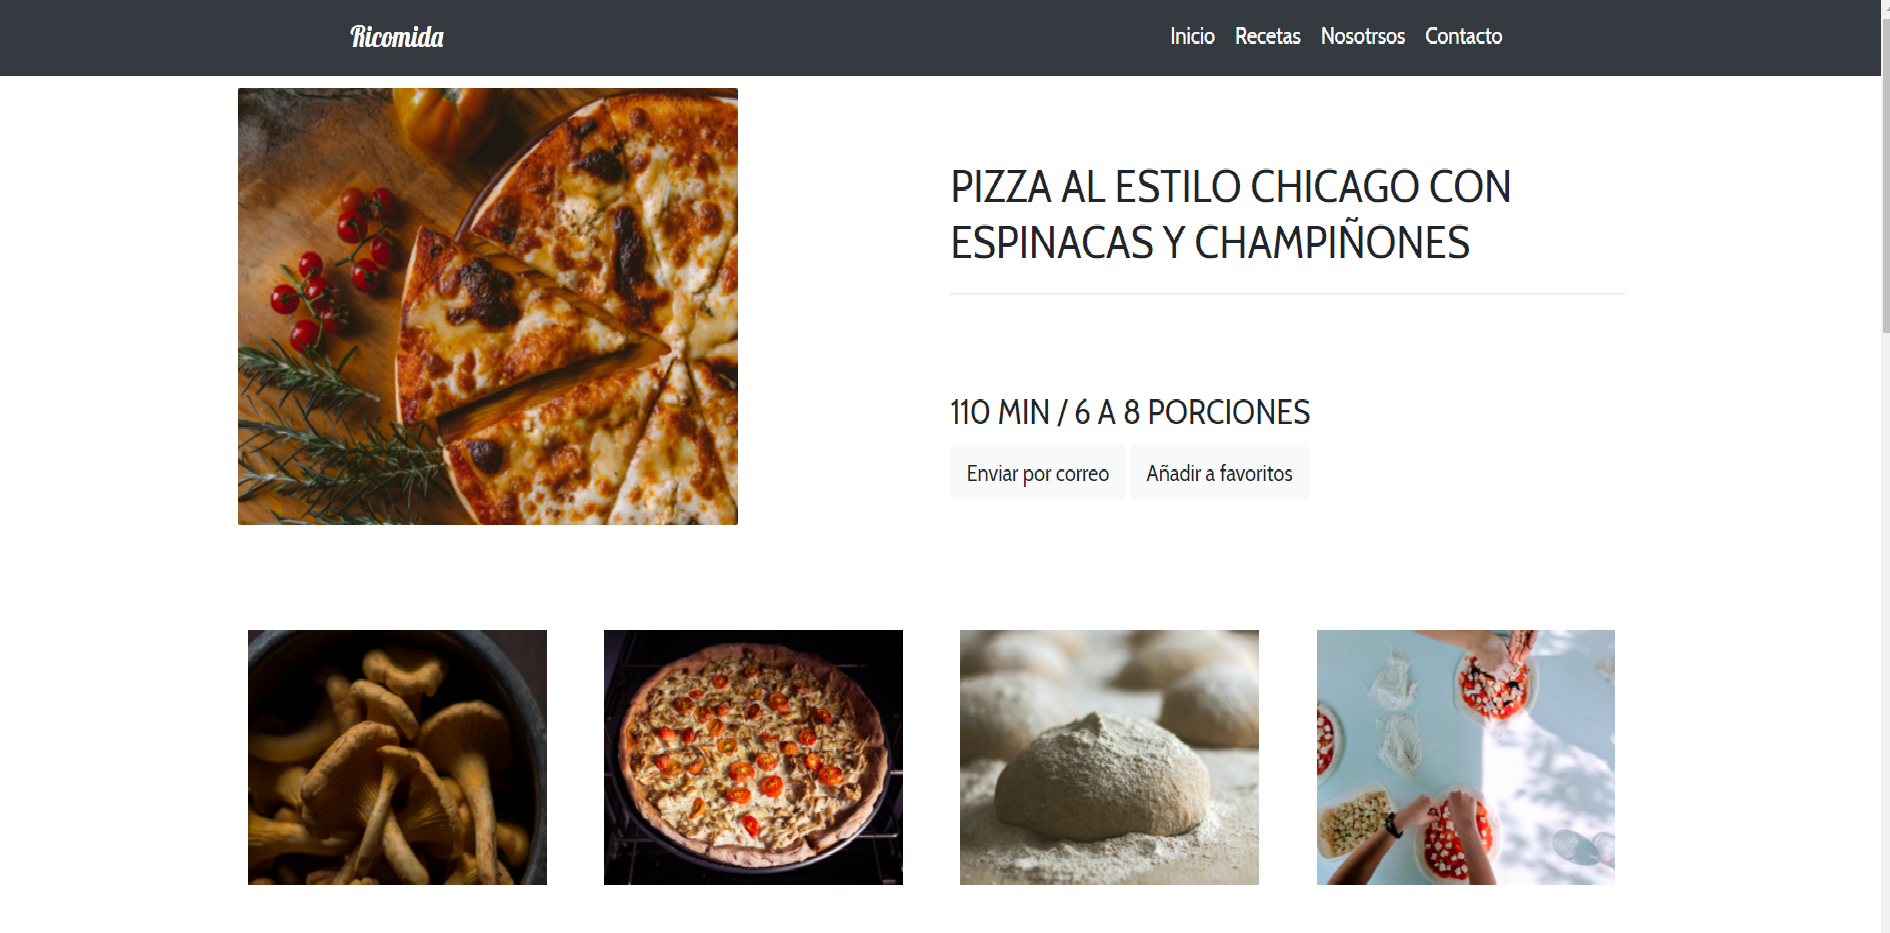 Ricomida
Inicio Recetas Nosotrsos Contacto
PIZZA AL ESTILO CHICAGO CON
ESPINACAS Y CHAMPIÑONES
110 MIN / 6 A 8 PORCIONES
Enviar por correo Añadir a favoritos